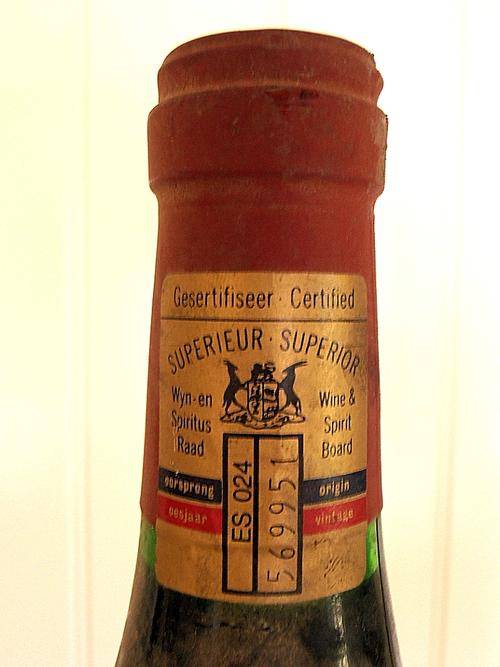 Gesertifiseer · Certified
SUPERIEUR · SUPERIOR
Wyn-en
Spiritus
Raad
Wine &
Spirit
Board
oorsprong
origin
oesjaar
vintage
ES 024
569951